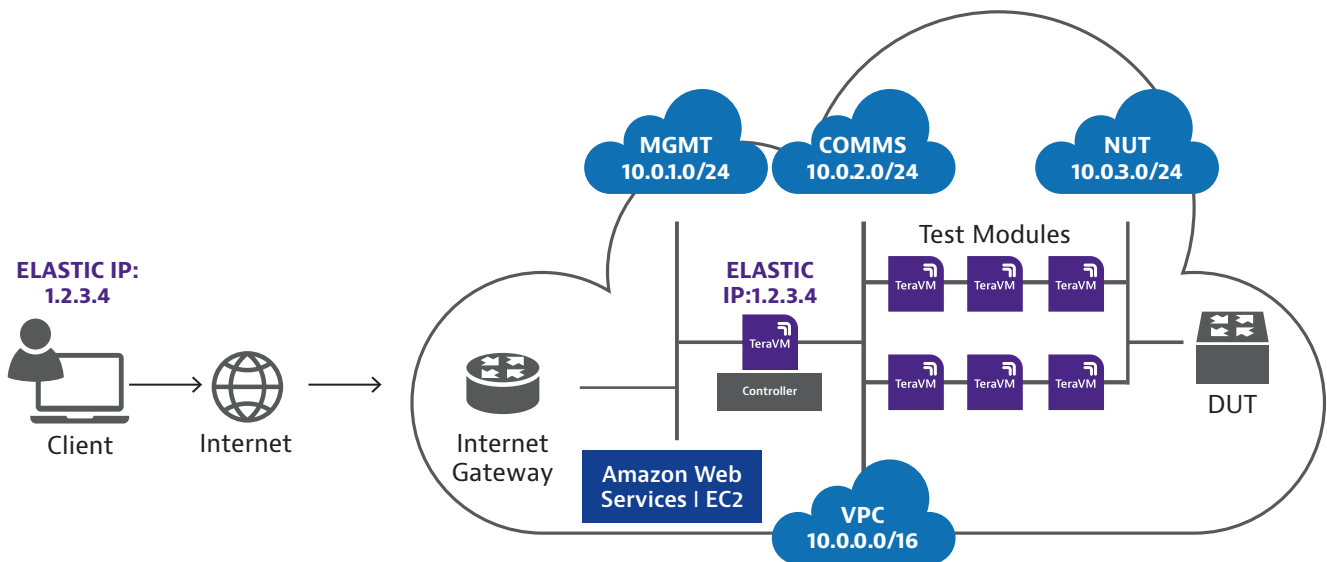 MGMT
10.0.1.0/24
COMMS
10.0.2.0/24
NUT
10.0.3.0/24
ELASTIC IP:
1.2.3.4
Client
Internet
Internet
Gateway
Amazon Web
Services | EC2
ELASTIC
IP:1.2.3.4
TeraVM
Controller
Test Modules
TeraVM
TeraVM
TeraVM
TeraVM
TeraVM
TeraVM
DUT
VPC
10.0.0.0/16